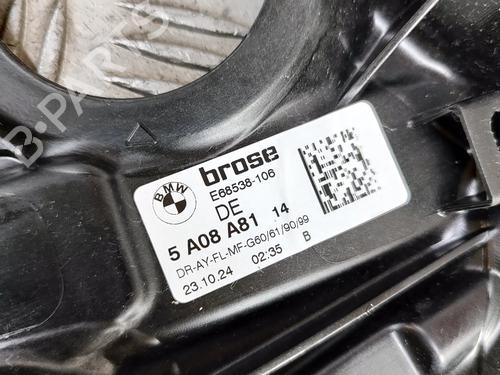 BMW
brose
E68538-106
DE
5 A08 A81 14
DR-AY-FL-MF-G60/61/90/99
23.10.24 02:35 B
B-PARTS